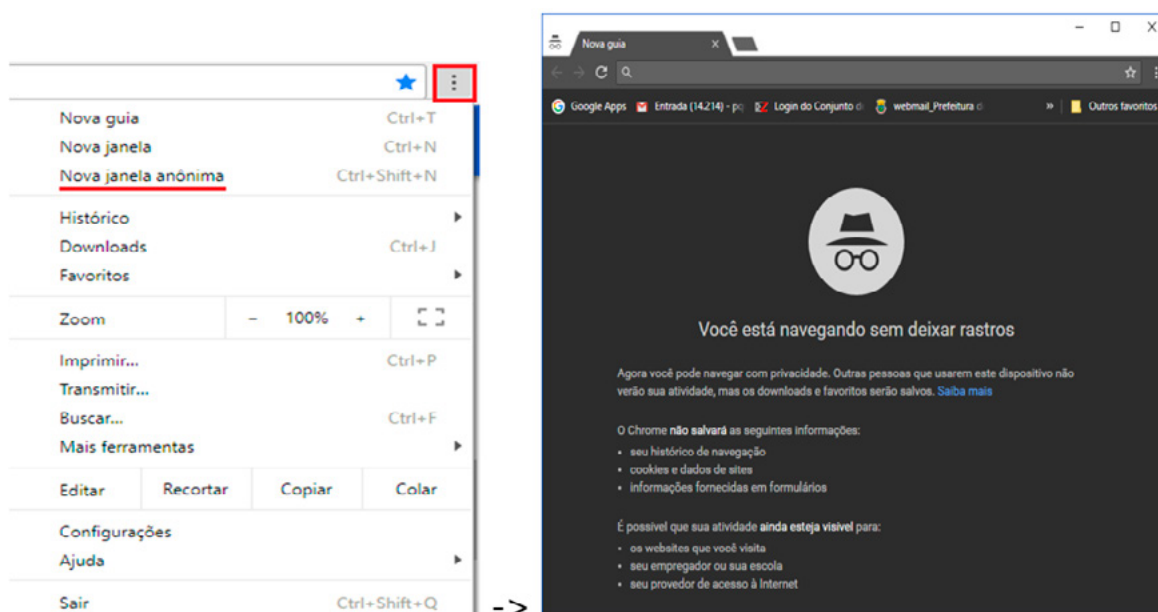 Nova guia Ctrl+T
Nova janela Ctrl+N
Nova janela anônima Ctrl+Shift+N
Histórico
Downloads Ctrl+J
Favoritos
Zoom - 100% +
Imprimir... Ctrl+P
Transmitir...
Buscar... Ctrl+F
Mais ferramentas
Editar Recortar Copiar Colar
Configurações
Ajuda
Sair Ctrl+Shift+Q
->
Nova guia
Google Apps Entrada (14.214) - pq Login do Conjunto d webmail_Prefeitura d » Outros favoritos
Você está navegando sem deixar rastros
Agora você pode navegar com privacidade. Outras pessoas que usarem este dispositivo não
verão sua atividade, mas os downloads e favoritos serão salvos. Saiba mais
O Chrome não salvará as seguintes informações:
• seu histórico de navegação
• cookies e dados de sites
• informações fornecidas em formulários
É possível que sua atividade ainda esteja visível para:
• os websites que você visita
• seu empregador ou sua escola
• seu provedor de acesso à Internet